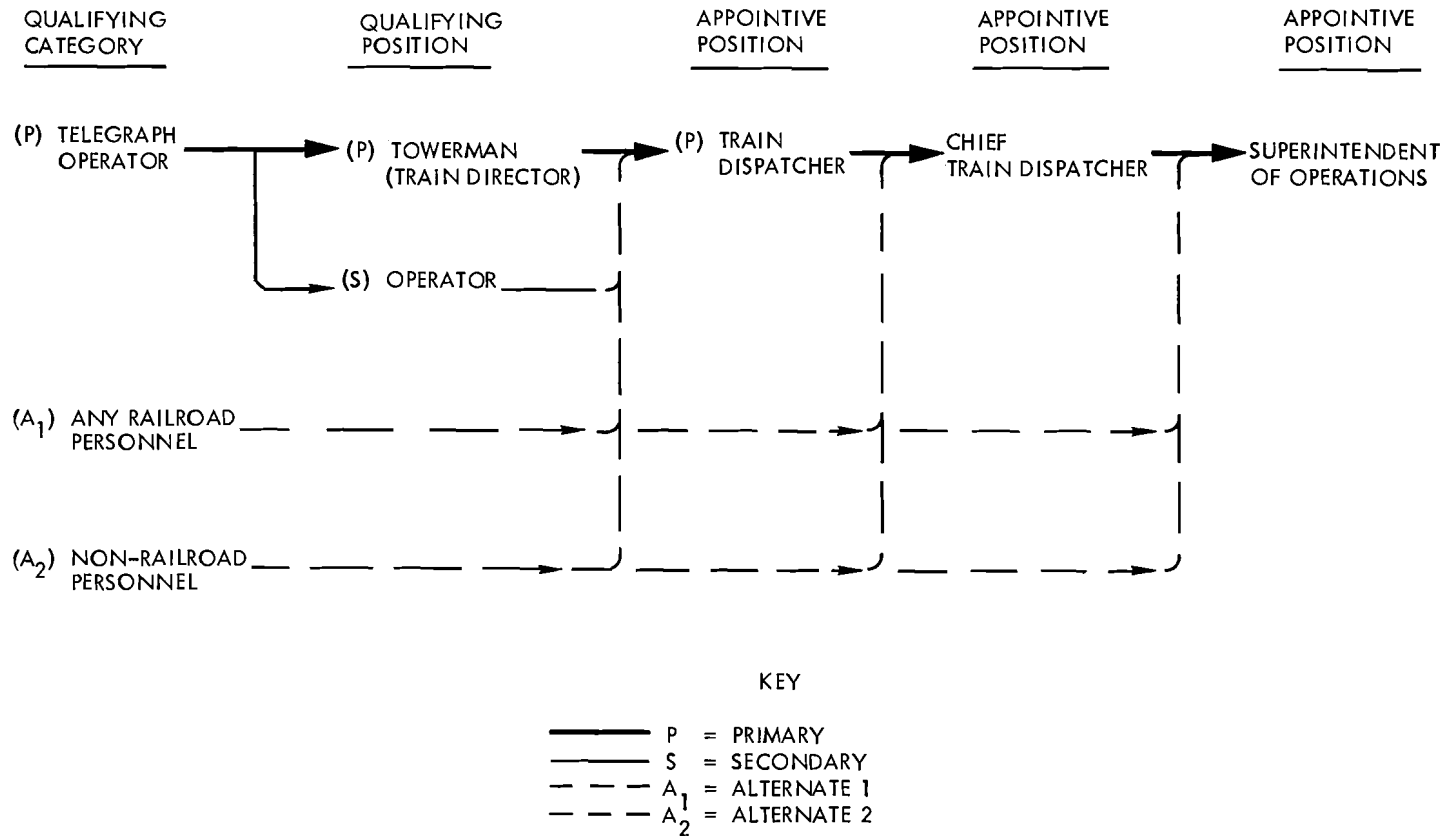 QUALIFYING CATEGORY
QUALIFYING POSITION
APPOINTIVE POSITION
APPOINTIVE POSITION
APPOINTIVE POSITION
(P) TELEGRAPH
OPERATOR
(P) TOWERMAN
(TRAIN DIRECTOR)
(P) TRAIN
DISPATCHER
CHIEF
TRAIN DISPATCHER
SUPERINTENDENT
OF OPERATIONS
(S) OPERATOR
(A1) ANY RAILROAD
PERSONNEL
(A2) NON-RAILROAD
PERSONNEL
KEY
P = PRIMARY
S = SECONDARY
A1 = ALTERNATE 1
A2 = ALTERNATE 2